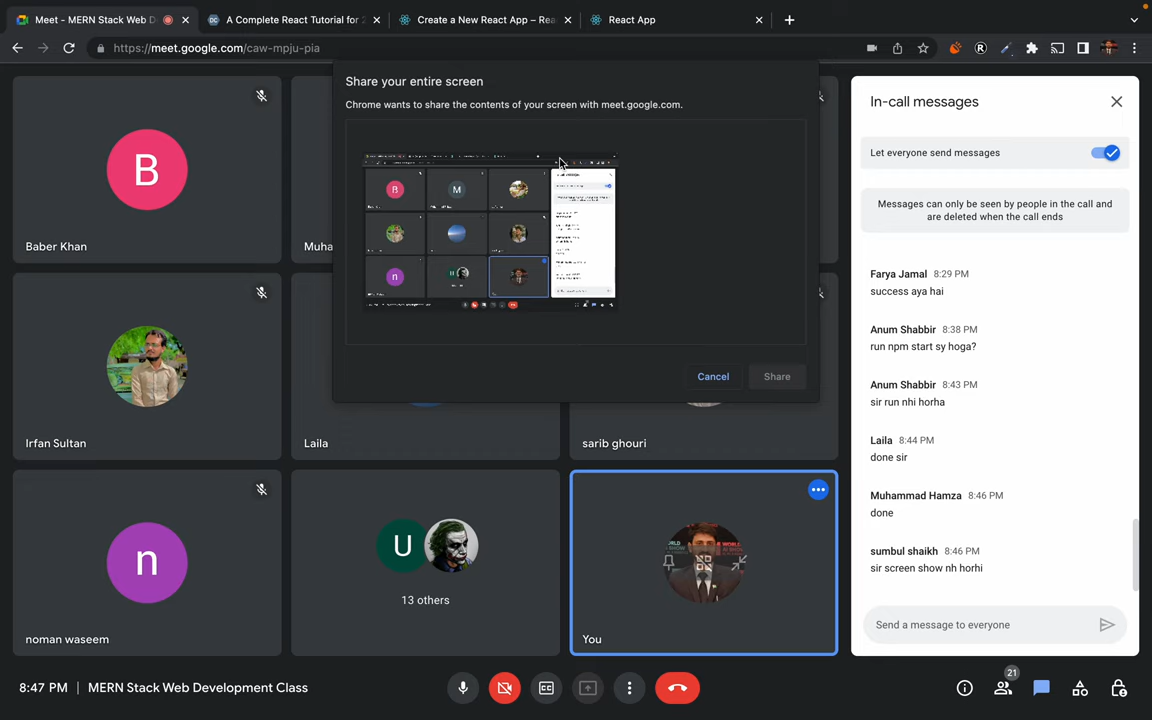 Meet - MERN Stack Web D
A Complete React Tutorial for 2
Create a New React App – Rea
React App
https://meet.google.com/caw-mpju-pia
Share your entire screen
Chrome wants to share the contents of your screen with meet.google.com.
Cancel
Share
B
Baber Khan
Muha
Irfan Sultan
Laila
sarib ghouri
n
noman waseem
U
13 others
You
In-call messages
Let everyone send messages
Messages can only be seen by people in the call and
are deleted when the call ends
Farya Jamal 8:29 PM
success aya hai
Anum Shabbir 8:38 PM
run npm start sy hoga?
Anum Shabbir 8:43 PM
sir run nhi horha
Laila 8:44 PM
done sir
Muhammad Hamza 8:46 PM
done
sumbul shaikh 8:46 PM
sir screen show nh horhi
Send a message to everyone
8:47 PM | MERN Stack Web Development Class
21